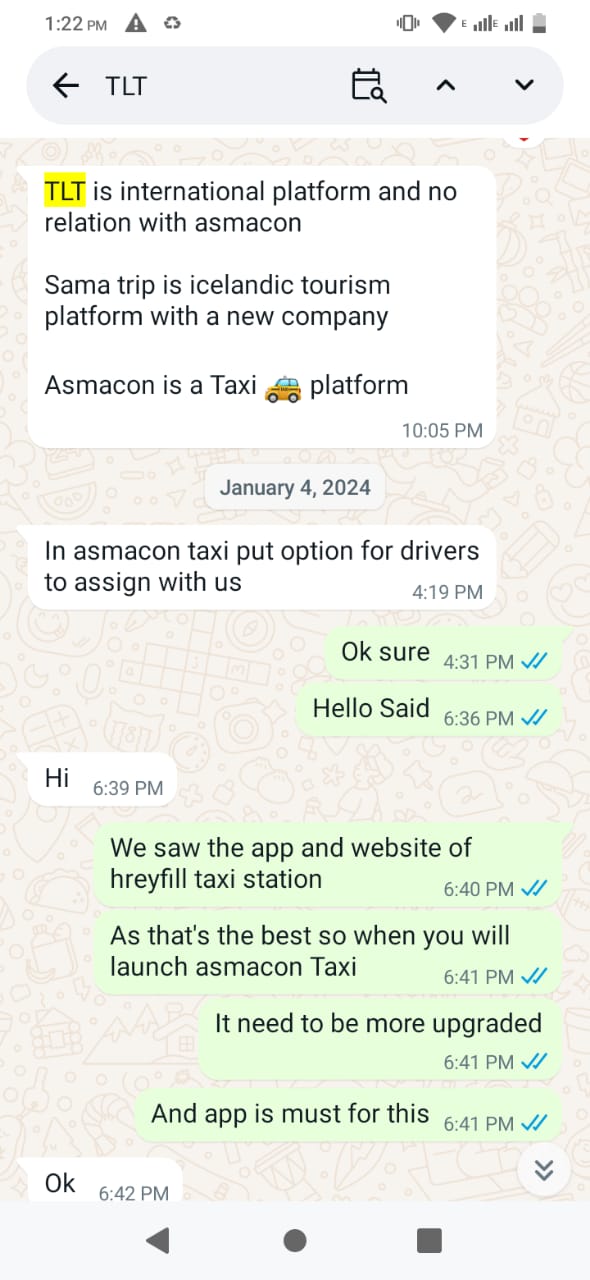 1:22 PM
E E
TLT
TLT is international platform and no
relation with asmacon
Sama trip is icelandic tourism
platform with a new company
Asmacon is a Taxi 🚕 platform
10:05 PM
January 4, 2024
In asmacon taxi put option for drivers
to assign with us
4:19 PM
Ok sure 4:31 PM
Hello Said 6:36 PM
Hi 6:39 PM
We saw the app and website of
hreyfill taxi station
6:40 PM
As that's the best so when you will
launch asmacon Taxi
6:41 PM
It need to be more upgraded
6:41 PM
And app is must for this 6:41 PM
Ok 6:42 PM